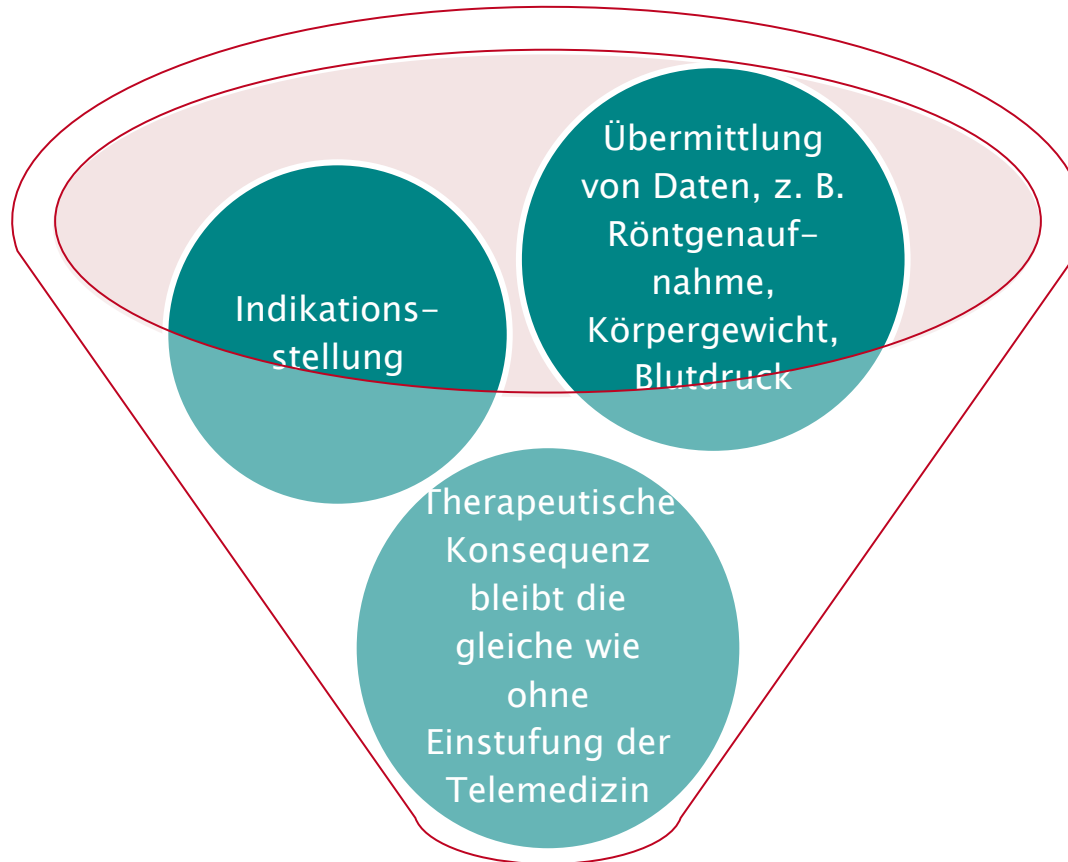 Indikations-
stellung
Übermittlung
von Daten, z. B.
Röntgenauf-
nahme,
Körpergewicht,
Blutdruck
Therapeutische
Konsequenz
bleibt die
gleiche wie
ohne
Einstufung der
Telemedizin